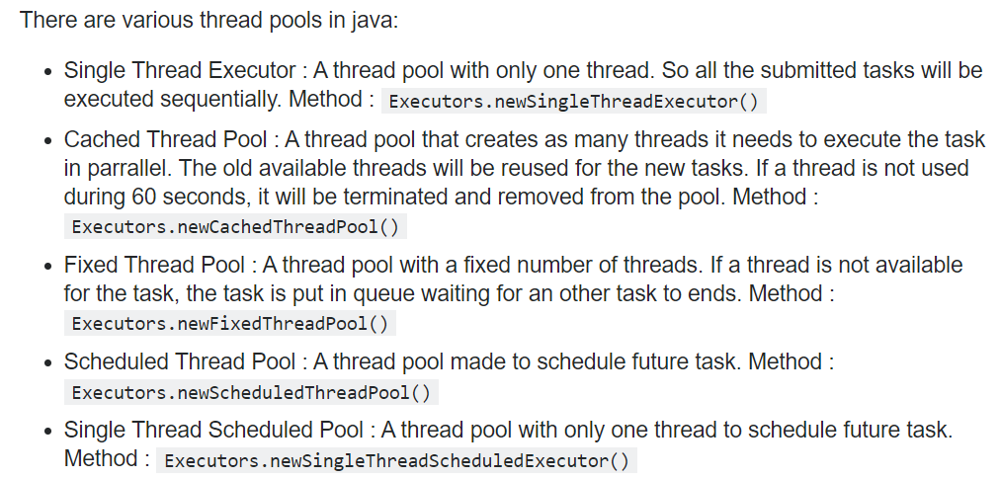 There are various thread pools in java:
• Single Thread Executor : A thread pool with only one thread. So all the submitted tasks will be
executed sequentially. Method : Executors.newSingleThreadExecutor()
• Cached Thread Pool : A thread pool that creates as many threads it needs to execute the task
in parrallel. The old available threads will be reused for the new tasks. If a thread is not used
during 60 seconds, it will be terminated and removed from the pool. Method :
Executors.newCachedThreadPool()
• Fixed Thread Pool : A thread pool with a fixed number of threads. If a thread is not available
for the task, the task is put in queue waiting for an other task to ends. Method :
Executors.newFixedThreadPool()
• Scheduled Thread Pool : A thread pool made to schedule future task. Method :
Executors.newScheduledThreadPool()
• Single Thread Scheduled Pool : A thread pool with only one thread to schedule future task.
Method : Executors.newSingleThreadScheduledExecutor()